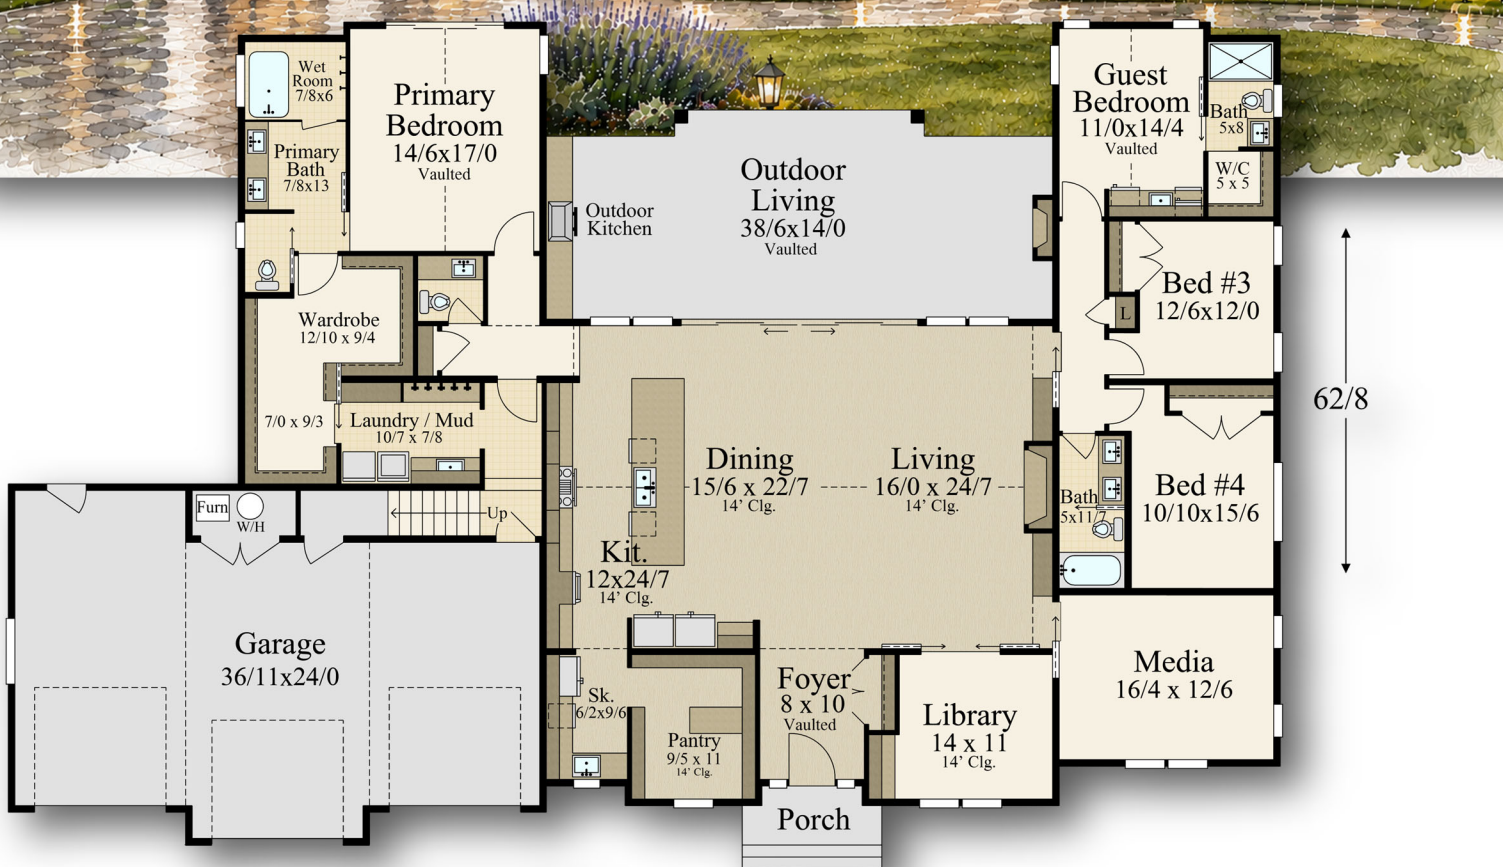 Wet
Room
7/8x6
Primary
Bedroom
14/6x17/0
Vaulted
Primary
Bath
7/8x13
Outdoor
Kitchen
Outdoor
Living
38/6x14/0
Vaulted
Guest
Bedroom
11/0x14/4
Vaulted
Bath
5x8
W/C
5 x 5
Bed #3
12/6x12/0
L
Wardrobe
12/10 x 9/4
7/0 x 9/3
Laundry / Mud
10/7 x 7/8
62/8
Dining
15/6 x 22/7
14' Clg.
Living
16/0 x 24/7
14' Clg.
Bath
5x11/7
Bed #4
10/10x15/6
Furn
W/H
Up
Kit.
12x24/7
14' Clg.
Garage
36/11x24/0
Sk.
6/2x9/6
Pantry
9/5 x 11
14' Clg.
Foyer
8 x 10
Vaulted
Library
14 x 11
14' Clg.
Media
16/4 x 12/6
Porch